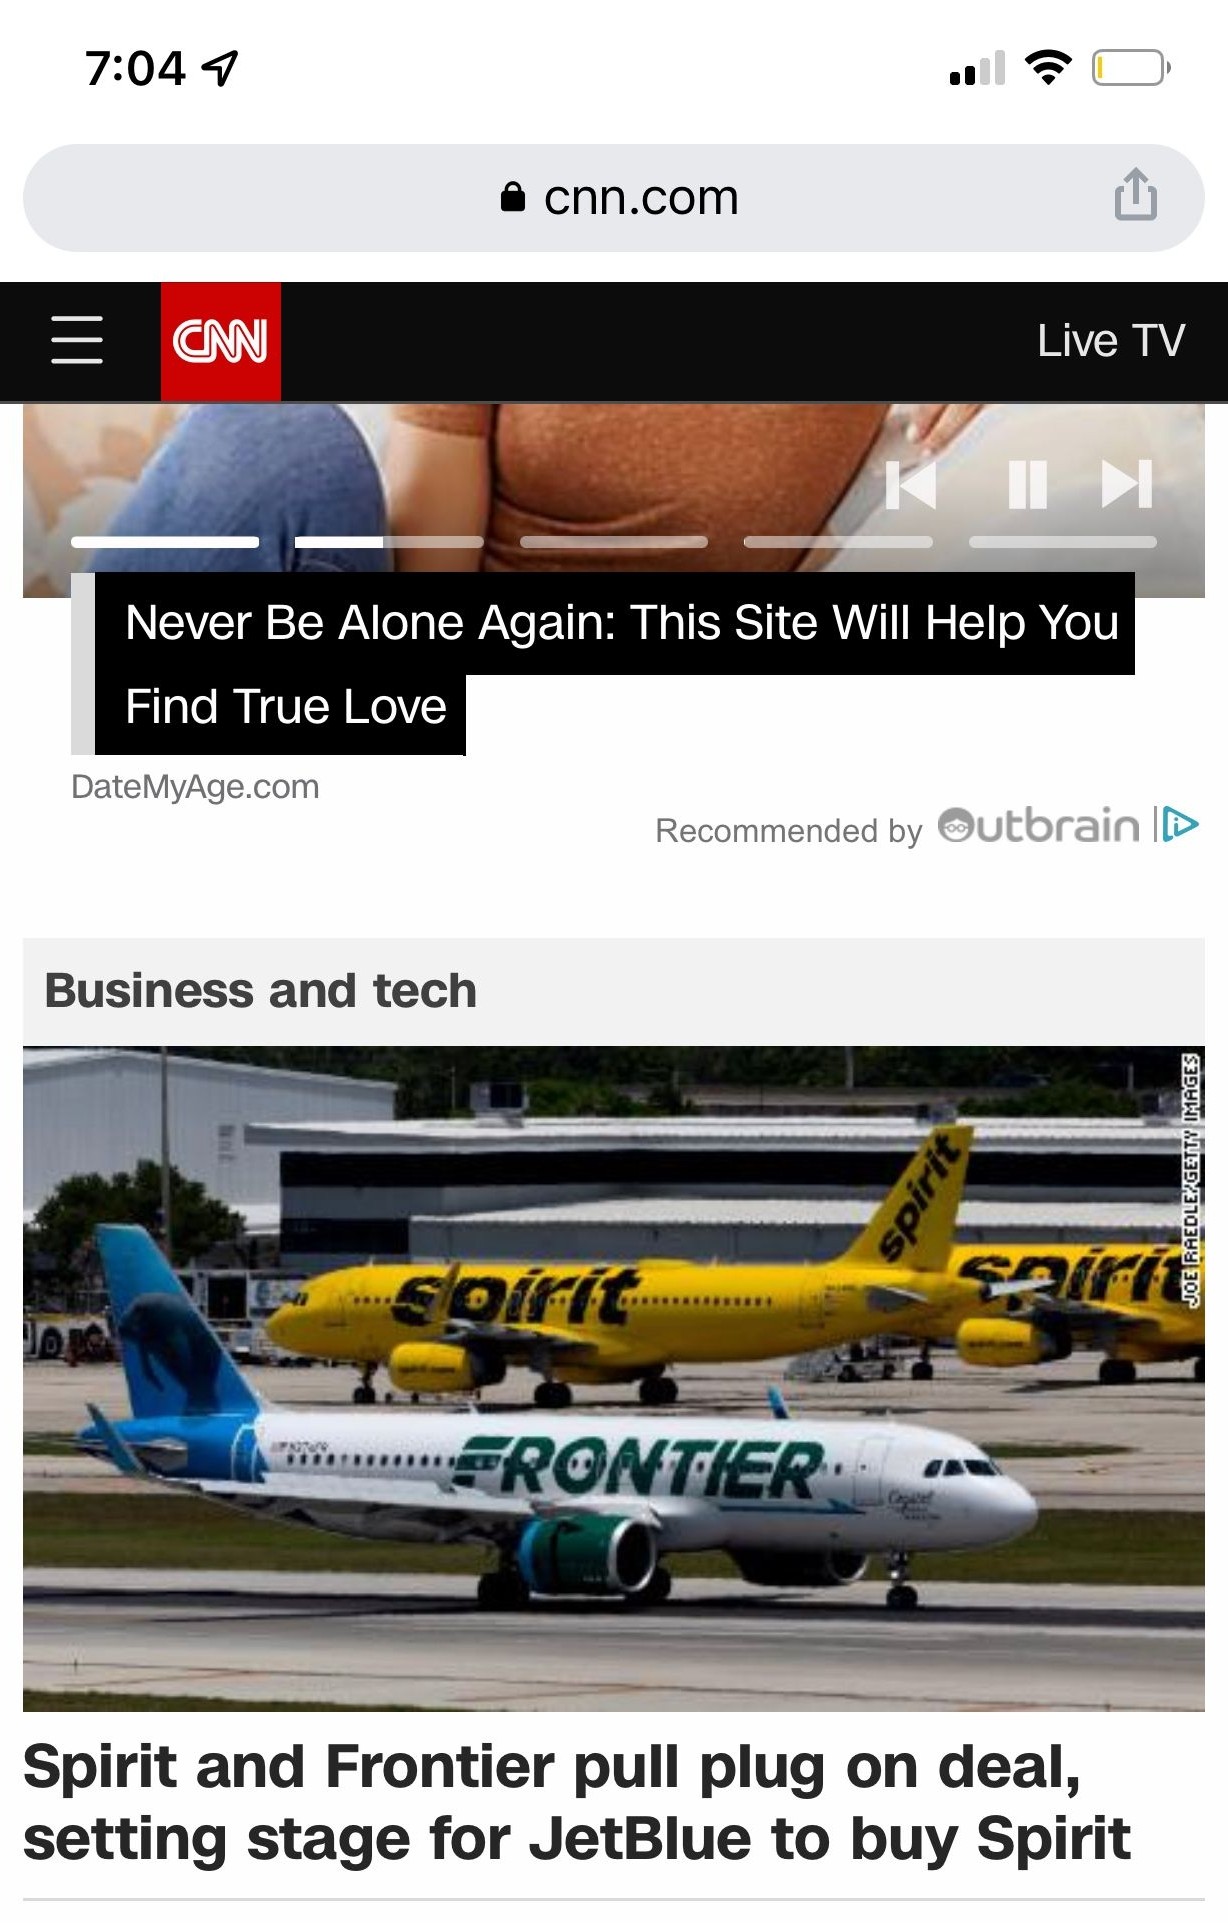 7:04
cnn.com
CNN
Live TV
Never Be Alone Again: This Site Will Help You
Find True Love
DateMyAge.com
Recommended by Outbrain
Business and tech
JOE RAEDLE/GETTY IMAGES
spirit
spirit
spirit
FRONTIER
Spirit and Frontier pull plug on deal,
setting stage for JetBlue to buy Spirit